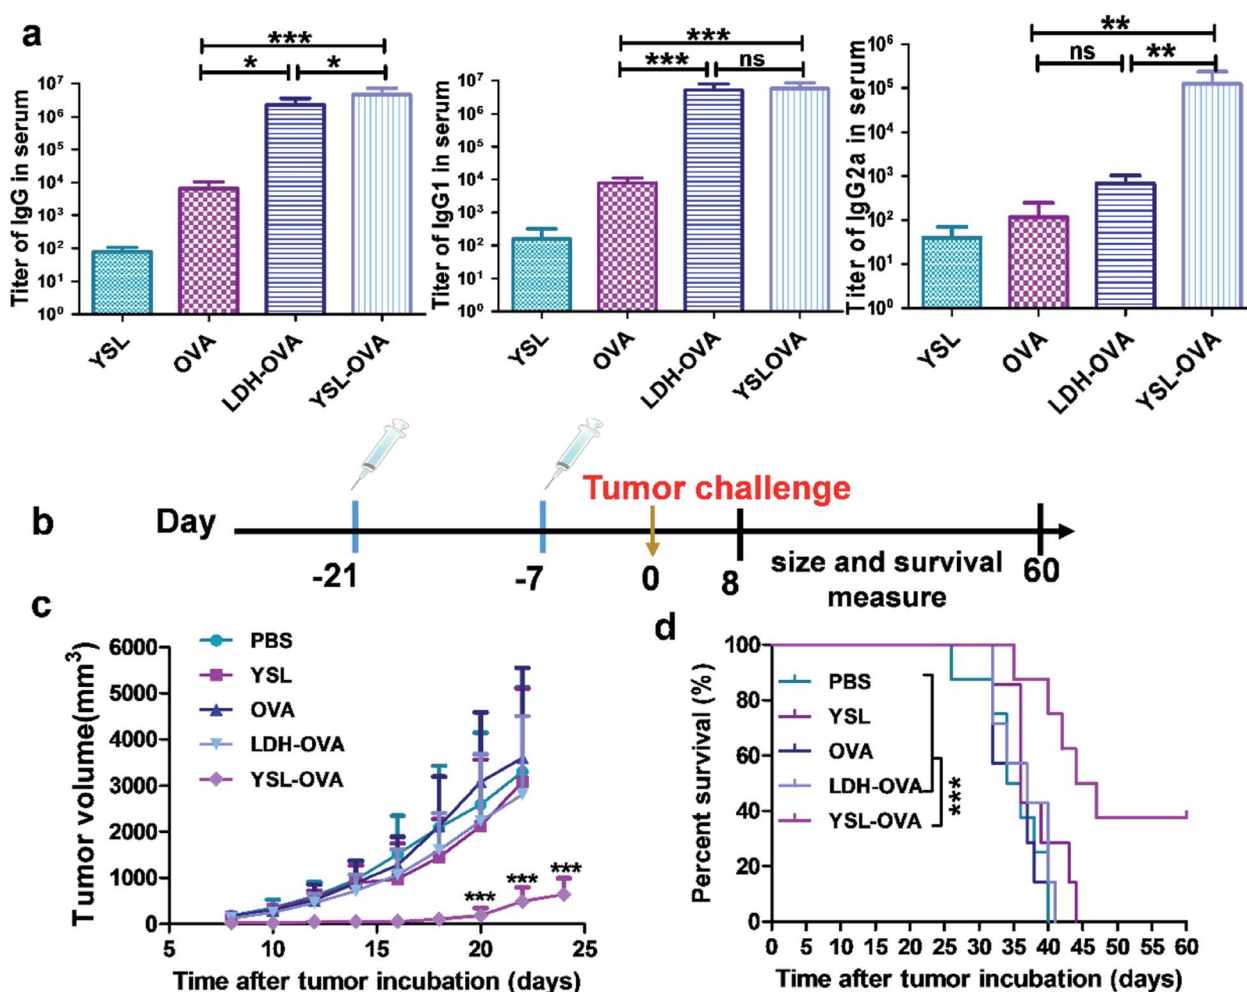 a
***
*
*
Titer of IgG in serum
10⁷
10⁶
10⁵
10⁴
10³
10²
10¹
10⁰
YSL
OVA
LDH-OVA
YSL-OVA
***
***
ns
Titer of IgG1 in serum
10⁷
10⁶
10⁵
10⁴
10³
10²
10¹
10⁰
YSL
OVA
LDH-OVA
YSLOVA
**
ns
**
Titer of IgG2a in serum
10⁶
10⁵
10⁴
10³
10²
10¹
10⁰
YSL
OVA
LDH-OVA
YSL-OVA
b
Day
Tumor challenge
-21
-7
0
8
size and survival
measure
60
c
Tumor volume(mm³)
6000
5000
4000
3000
2000
1000
0
PBS
YSL
OVA
LDH-OVA
YSL-OVA
***
***
***
5
10
15
20
25
Time after tumor incubation (days)
d
Percent survival (%)
100
80
60
40
20
0
PBS
YSL
OVA
LDH-OVA
YSL-OVA
***
0
5
10
15
20
25
30
35
40
45
50
55
60
Time after tumor incubation (days)